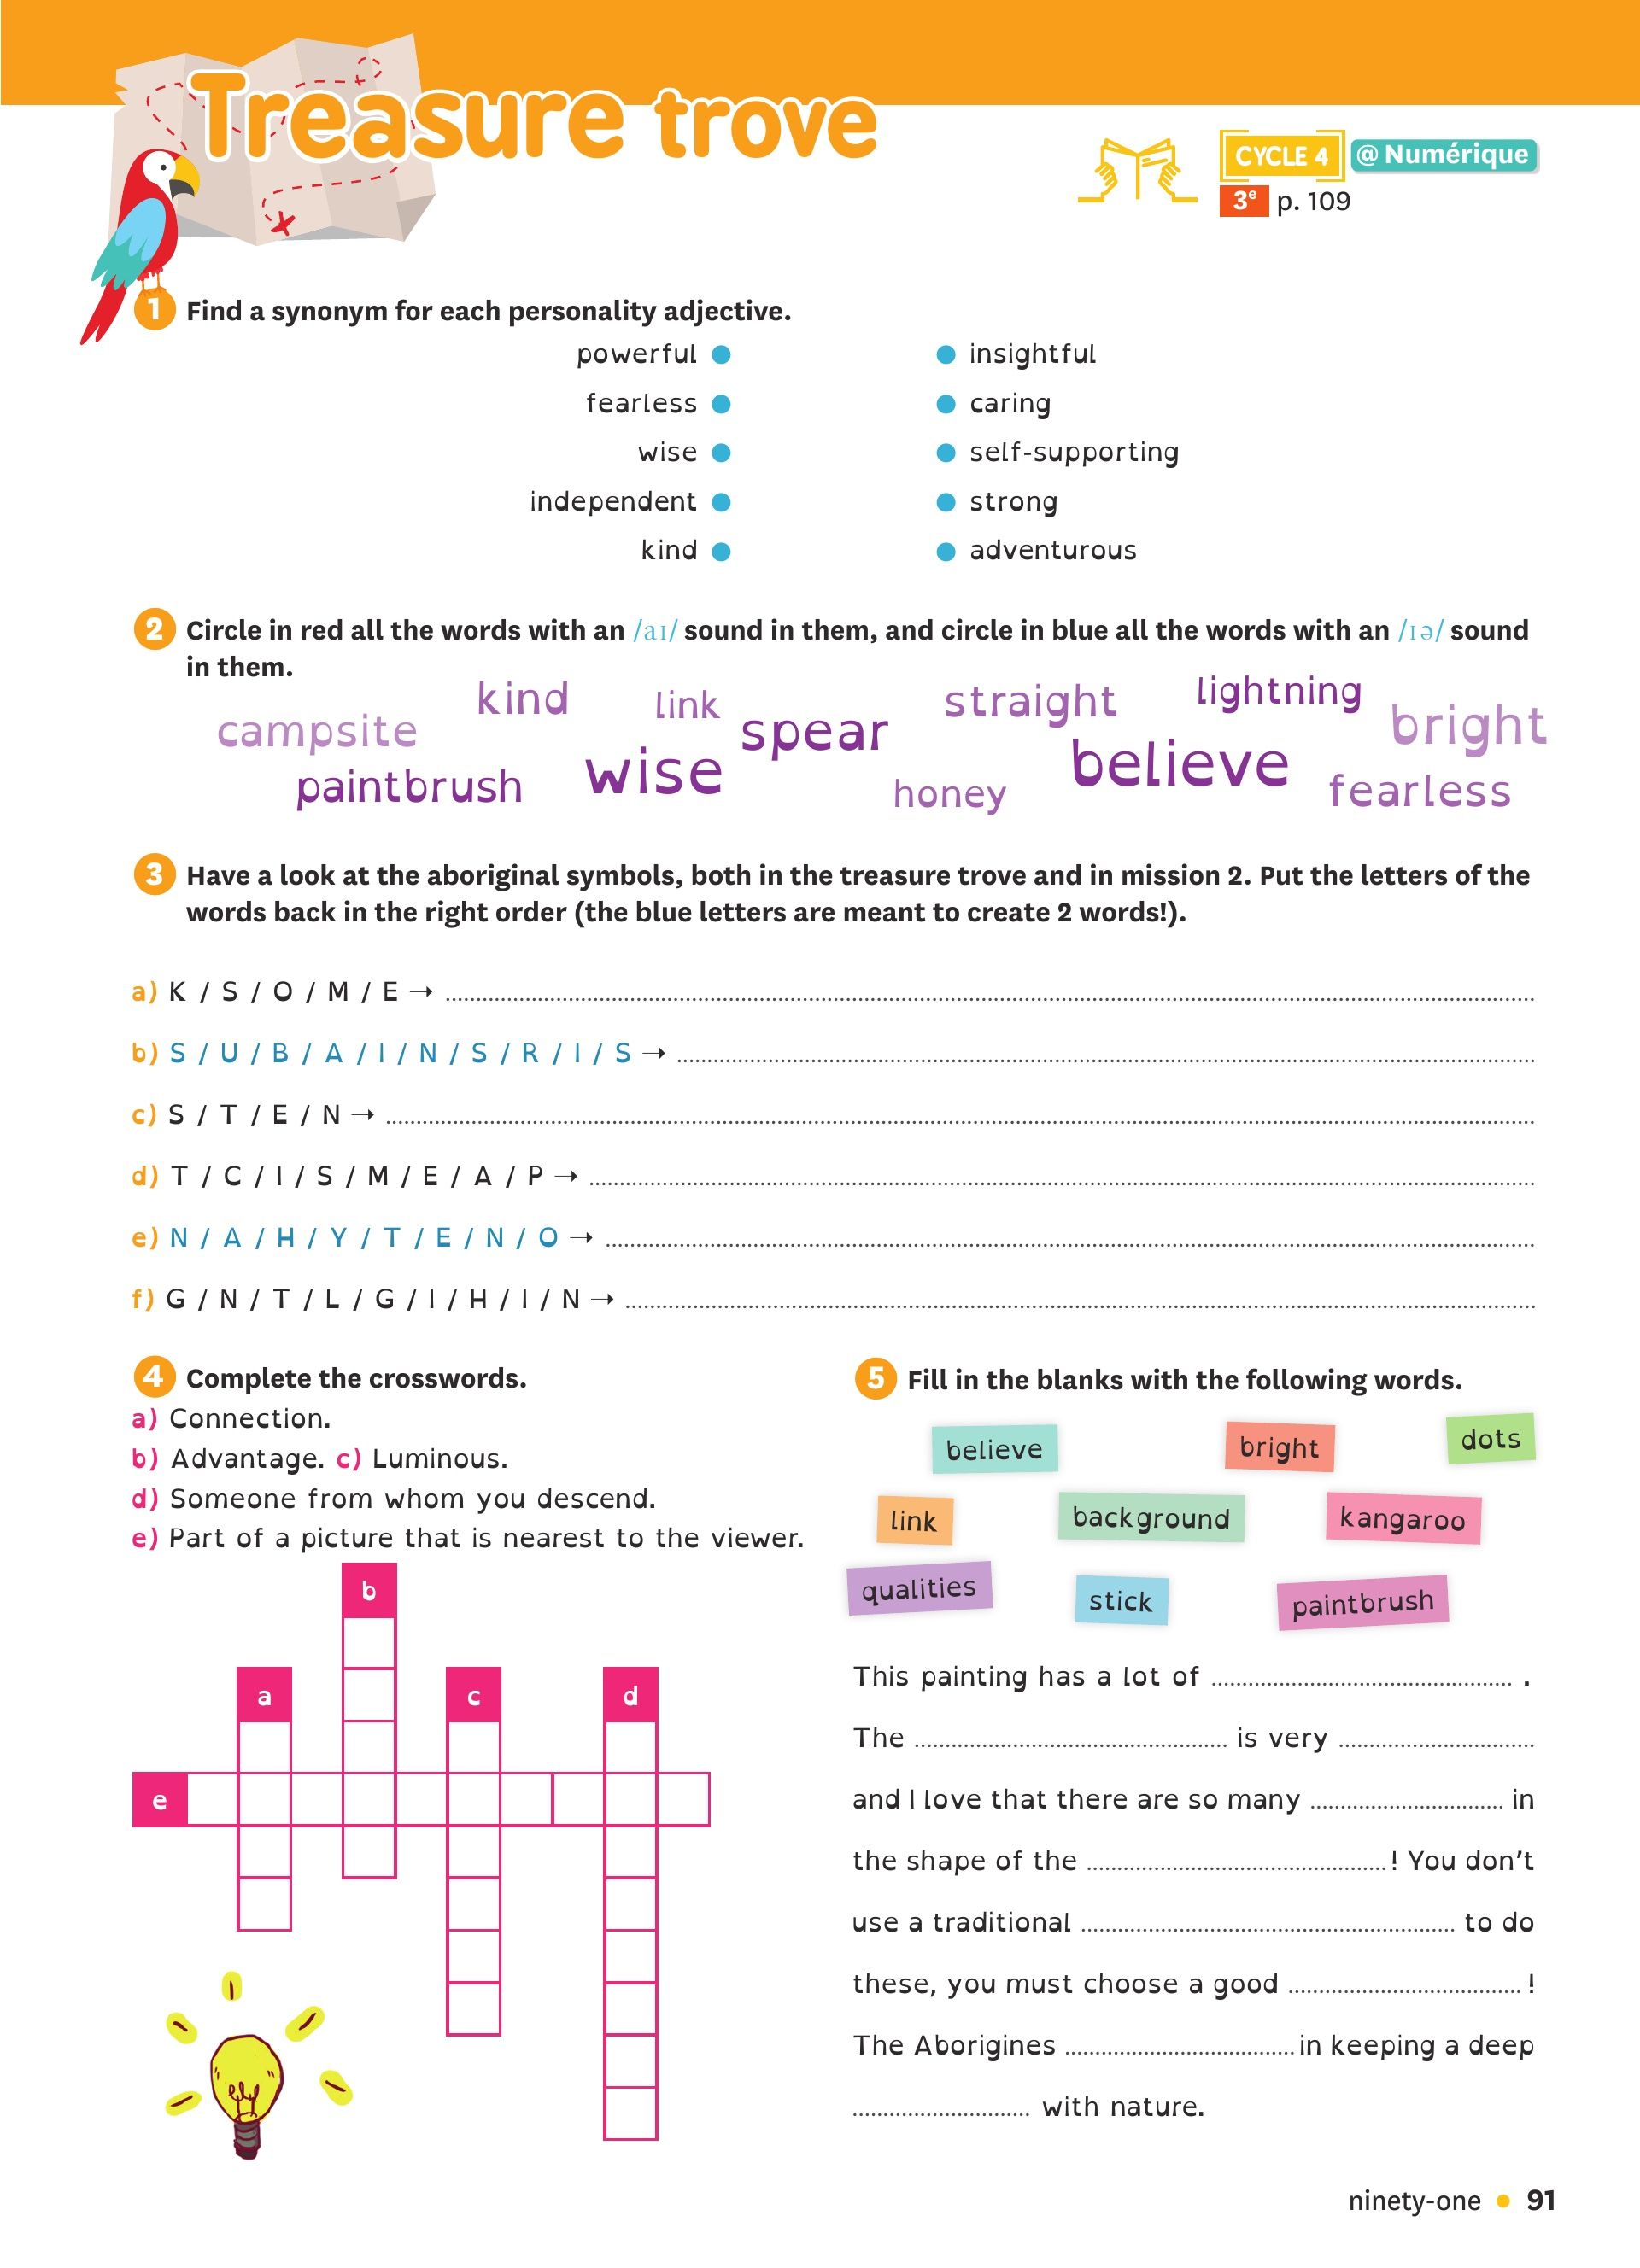 Treasure trove
CYCLE 4 @ Numérique
3e p. 109
1 Find a synonym for each personality adjective.
powerful insightful
fearless caring
wise self-supporting
independent strong
kind adventurous
2 Circle in red all the words with an /aɪ/ sound in them, and circle in blue all the words with an /ɪə/ sound
in them.
campsite kind link spear straight lightning bright
paintbrush wise honey believe fearless
3 Have a look at the aboriginal symbols, both in the treasure trove and in mission 2. Put the letters of the
words back in the right order (the blue letters are meant to create 2 words!).
a) K / S / O / M / E →
b) S / U / B / A / I / N / S / R / I / S →
c) S / T / E / N →
d) T / C / I / S / M / E / A / P →
e) N / A / H / Y / T / E / N / O →
f) G / N / T / L / G / I / H / I / N →
4 Complete the crosswords.
a) Connection.
b) Advantage. c) Luminous.
d) Someone from whom you descend.
e) Part of a picture that is nearest to the viewer.
b
a c d
e
5 Fill in the blanks with the following words.
believe bright dots
link background kangaroo
qualities stick paintbrush
This painting has a lot of .
The is very
and I love that there are so many in
the shape of the ! You don't
use a traditional to do
these, you must choose a good !
The Aborigines in keeping a deep
with nature.
ninety-one • 91